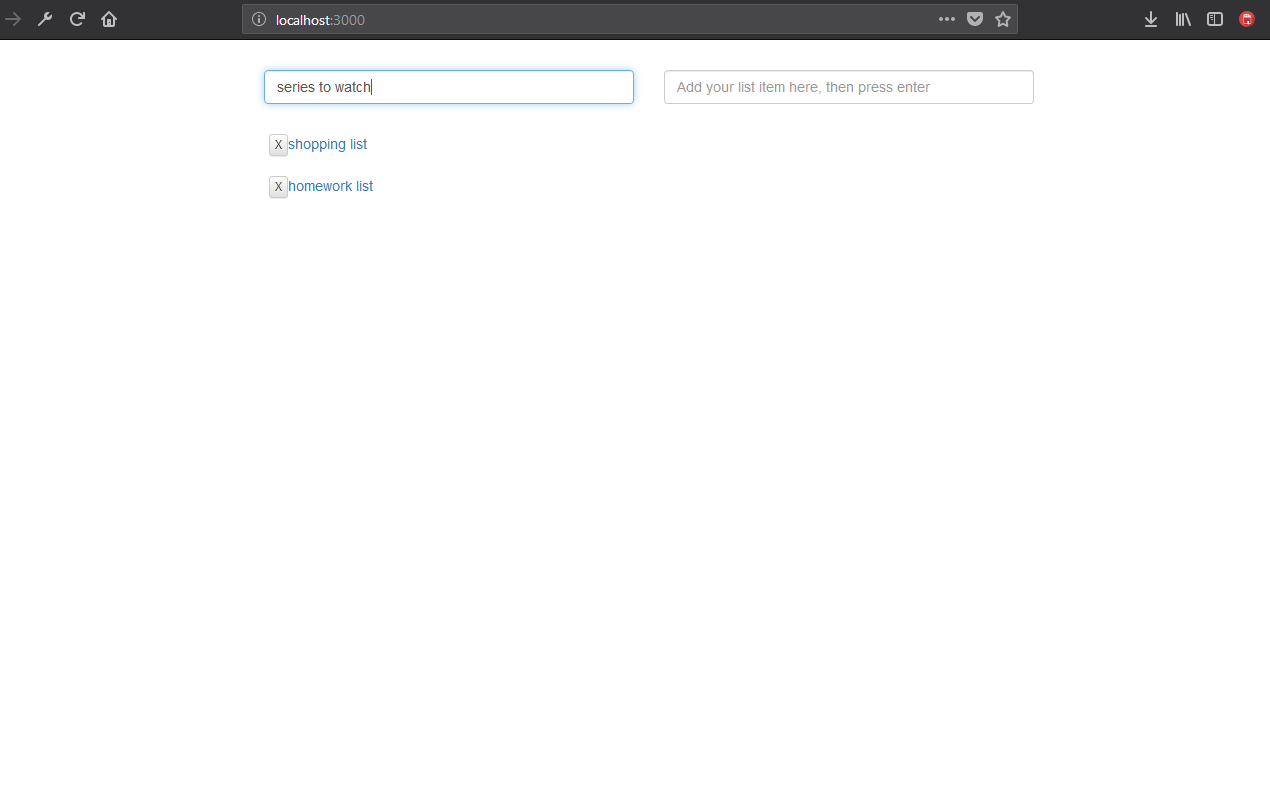 localhost:3000
series to watch
Add your list item here, then press enter
X shopping list
X homework list